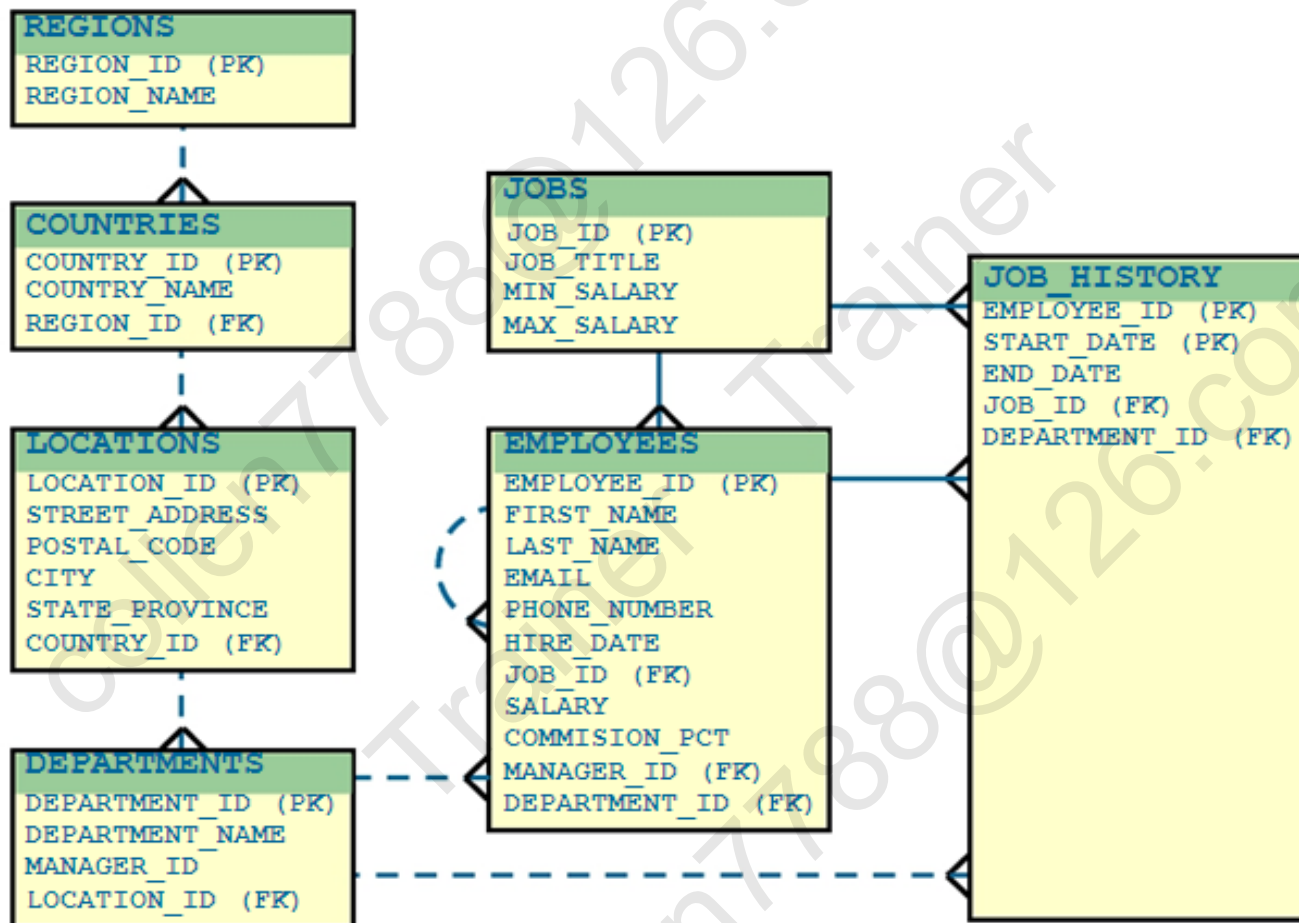 REGIONS
REGION_ID (PK)
REGION_NAME
COUNTRIES
COUNTRY_ID (PK)
COUNTRY_NAME
REGION_ID (FK)
LOCATIONS
LOCATION_ID (PK)
STREET_ADDRESS
POSTAL_CODE
CITY
STATE_PROVINCE
COUNTRY_ID (FK)
DEPARTMENTS
DEPARTMENT_ID (PK)
DEPARTMENT_NAME
MANAGER_ID
LOCATION_ID (FK)
JOBS
JOB_ID (PK)
JOB_TITLE
MIN_SALARY
MAX_SALARY
EMPLOYEES
EMPLOYEE_ID (PK)
FIRST_NAME
LAST_NAME
EMAIL
PHONE_NUMBER
HIRE_DATE
JOB_ID (FK)
SALARY
COMMISION_PCT
MANAGER_ID (FK)
DEPARTMENT_ID (FK)
JOB_HISTORY
EMPLOYEE_ID (PK)
START_DATE (PK)
END_DATE
JOB_ID (FK)
DEPARTMENT_ID (FK)
Trainer
Trainer